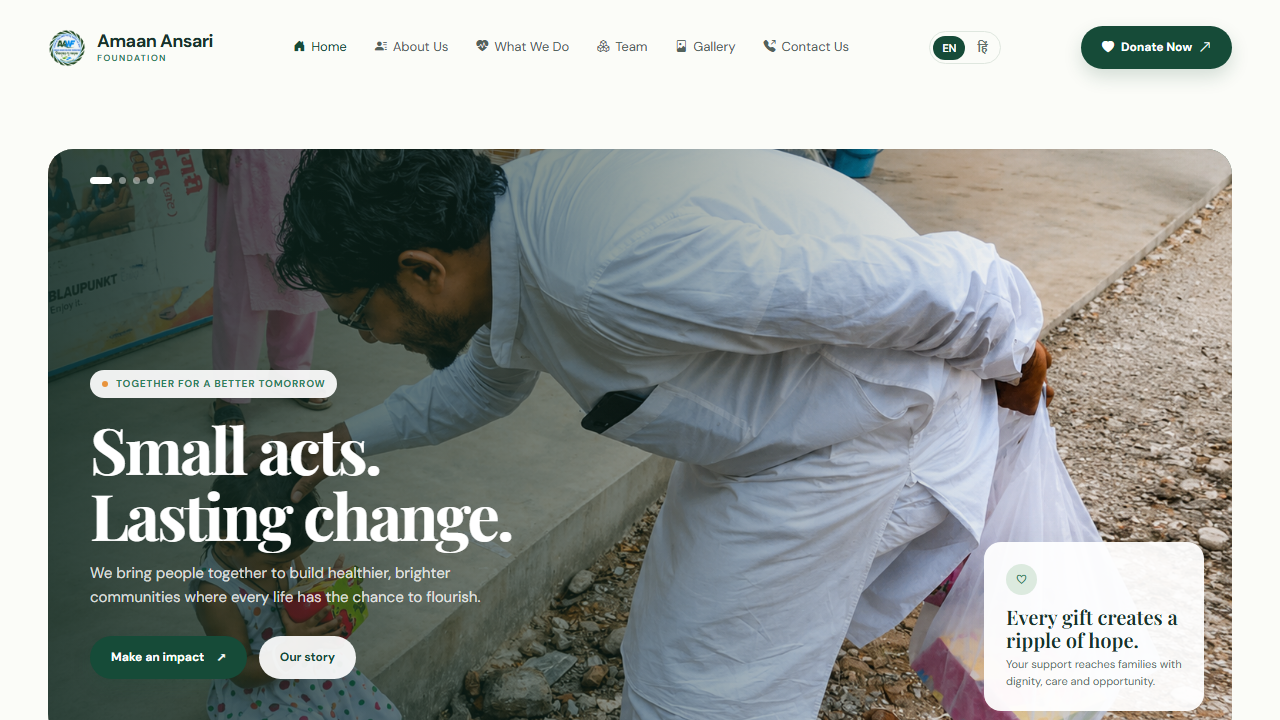 Amaan Ansari
FOUNDATION
Home
About Us
What We Do
Team
Gallery
Contact Us
EN
हिं
Donate Now ↗
BLAUPUNKT
Enjoy it.
TOGETHER FOR A BETTER TOMORROW
Small acts.
Lasting change.
We bring people together to build healthier, brighter
communities where every life has the chance to flourish.
Make an impact ↗
Our story
Every gift creates a
ripple of hope.
Your support reaches families with
dignity, care and opportunity.